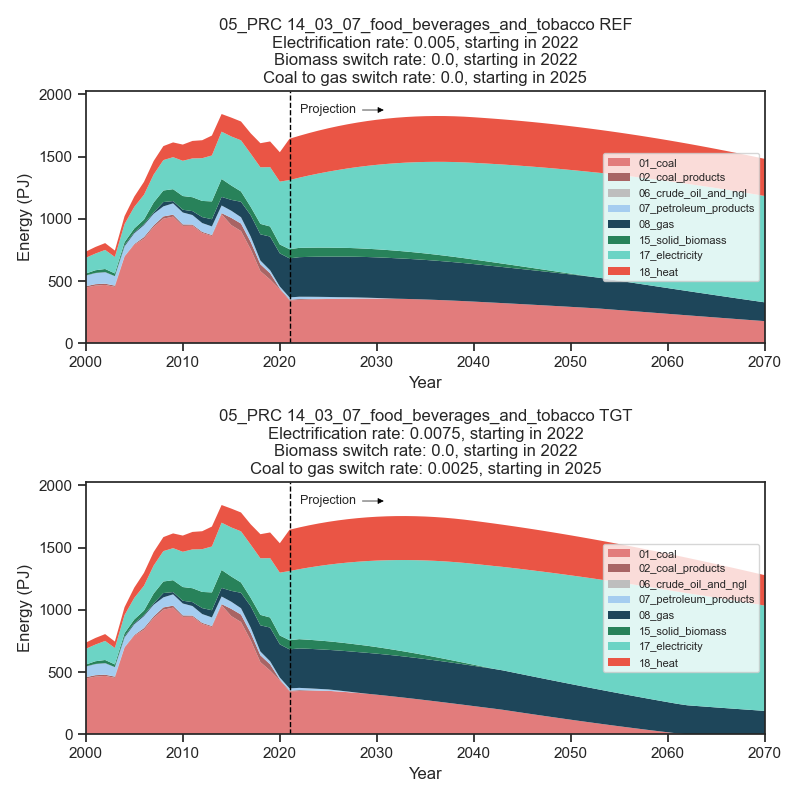 05_PRC 14_03_07_food_beverages_and_tobacco REF
Electrification rate: 0.005, starting in 2022
Biomass switch rate: 0.0, starting in 2022
Coal to gas switch rate: 0.0, starting in 2025
2000
1500
1000
500
0
Energy (PJ)
Projection
01_coal
02_coal_products
06_crude_oil_and_ngl
07_petroleum_products
08_gas
15_solid_biomass
17_electricity
18_heat
2000 2010 2020 2030 2040 2050 2060 2070
Year
05_PRC 14_03_07_food_beverages_and_tobacco TGT
Electrification rate: 0.0075, starting in 2022
Biomass switch rate: 0.0, starting in 2022
Coal to gas switch rate: 0.0025, starting in 2025
2000
1500
1000
500
0
Energy (PJ)
Projection
01_coal
02_coal_products
06_crude_oil_and_ngl
07_petroleum_products
08_gas
15_solid_biomass
17_electricity
18_heat
2000 2010 2020 2030 2040 2050 2060 2070
Year